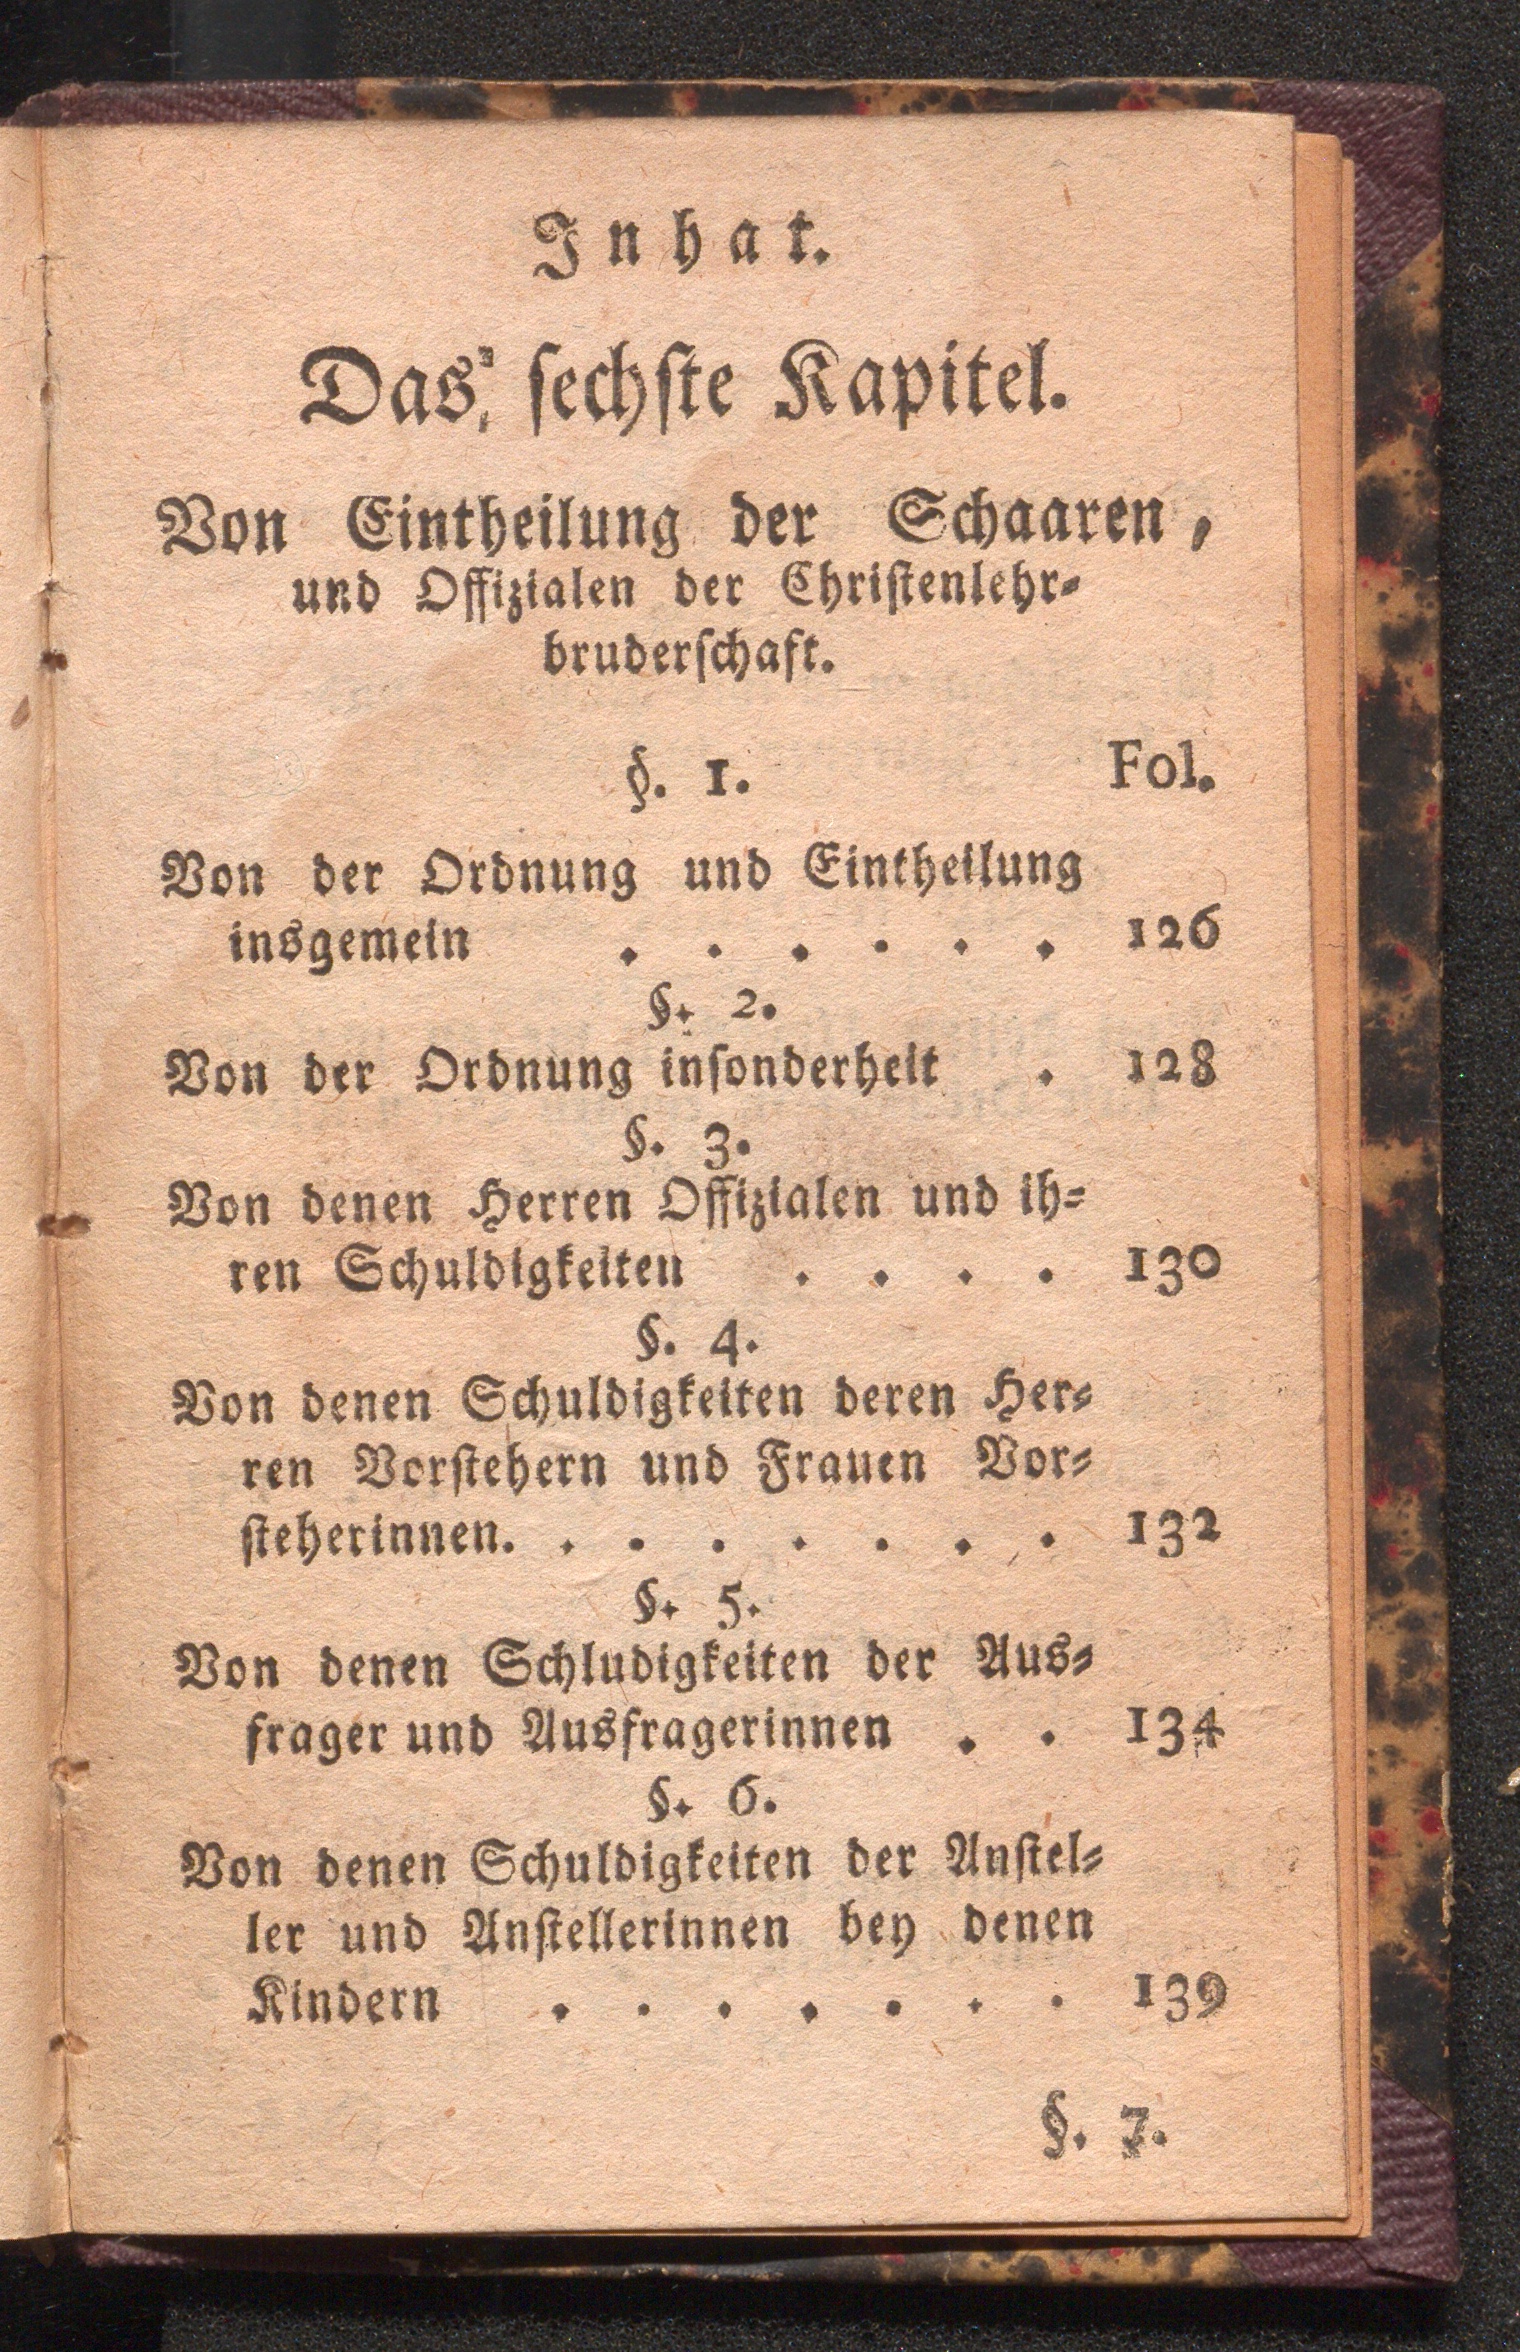 Inhat.
Das sechste Kapitel.
Von Eintheilung der Schaaren,
und Offizialen der Christenlehr-
bruderschaft.
§. 1. Fol.
Von der Ordnung und Eintheilung
insgemein . . . . . . 126
§. 2.
Von der Ordnung insonderheit . 128
§. 3.
Von denen Herren Offizialen und ih-
ren Schuldigkeiten . . . . 130
§. 4.
Von denen Schuldigkeiten deren Her-
ren Vorstehern und Frauen Vor-
steherinnen. . . . . . . . 132
§. 5.
Von denen Schludigkeiten der Aus-
frager und Ausfragerinnen . . 134
§. 6.
Von denen Schuldigkeiten der Anstel-
ler und Anstellerinnen bey denen
Kindern . . . . . . . 139
§. 7.